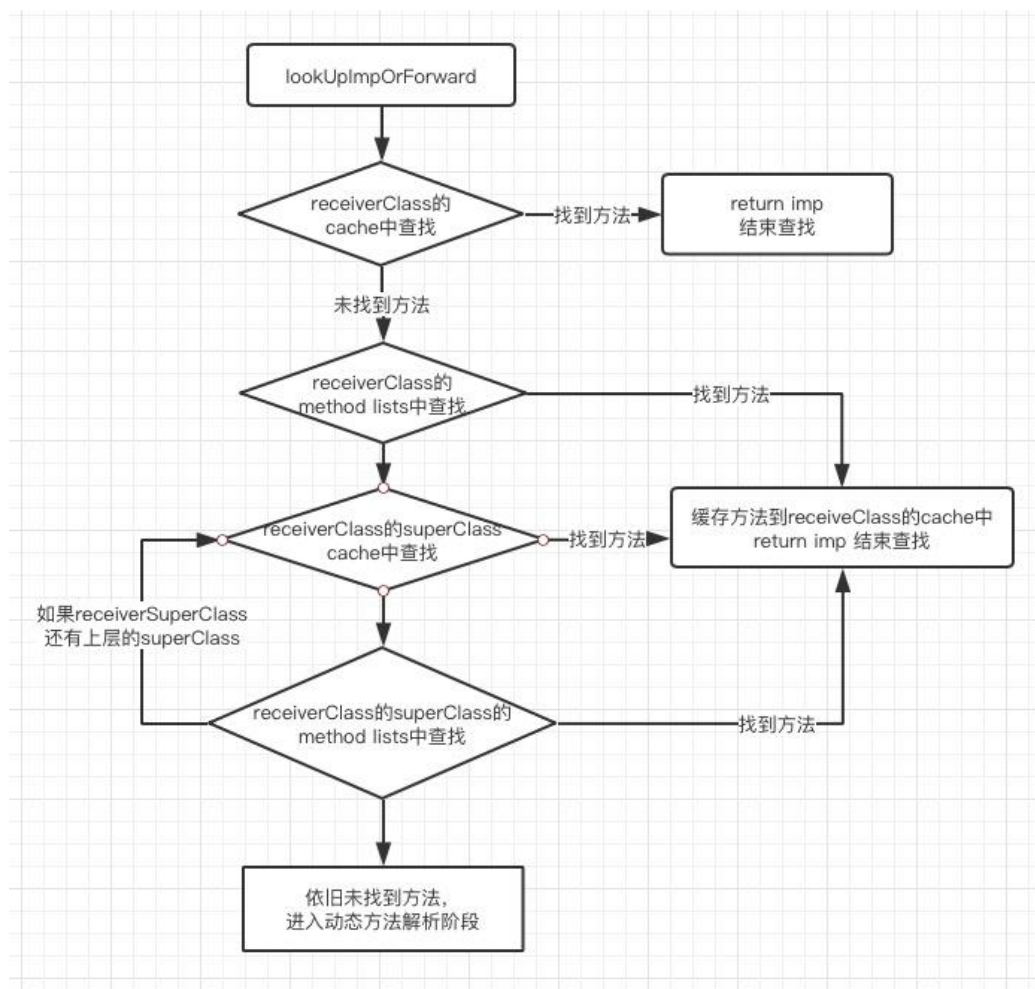 lookUpImpOrForward
receiverClass的
cache中查找
找到方法
return imp
结束查找
未找到方法
receiverClass的
method lists中查找
找到方法
receiverClass的superClass
cache中查找
找到方法
缓存方法到receiveClass的cache中
return imp 结束查找
如果receiverSuperClass
还有上层的superClass
receiverClass的superClass的
method lists中查找
找到方法
依旧未找到方法，
进入动态方法解析阶段